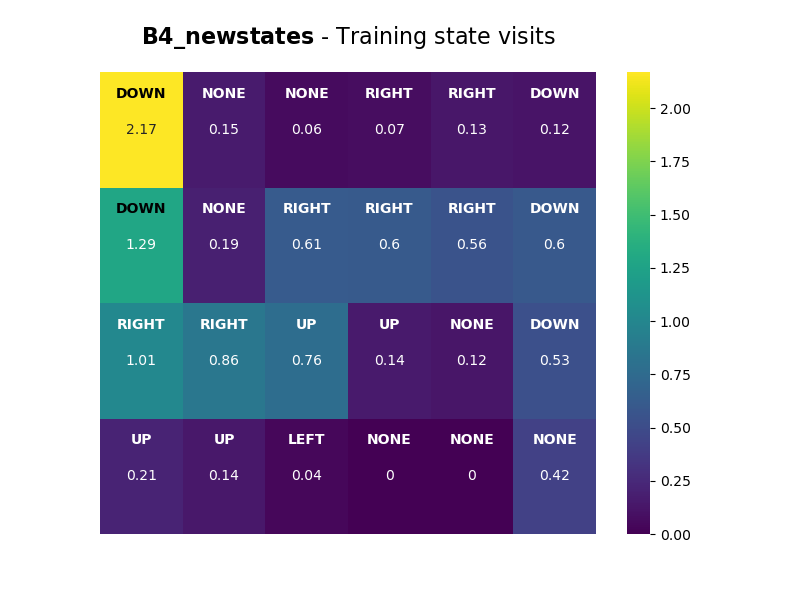 B4_newstates - Training state visits
DOWN NONE NONE RIGHT RIGHT DOWN
2.17 0.15 0.06 0.07 0.13 0.12
DOWN NONE RIGHT RIGHT RIGHT DOWN
1.29 0.19 0.61 0.6 0.56 0.6
RIGHT RIGHT UP UP NONE DOWN
1.01 0.86 0.76 0.14 0.12 0.53
UP UP LEFT NONE NONE NONE
0.21 0.14 0.04 0 0 0.42
2.00
1.75
1.50
1.25
1.00
0.75
0.50
0.25
0.00